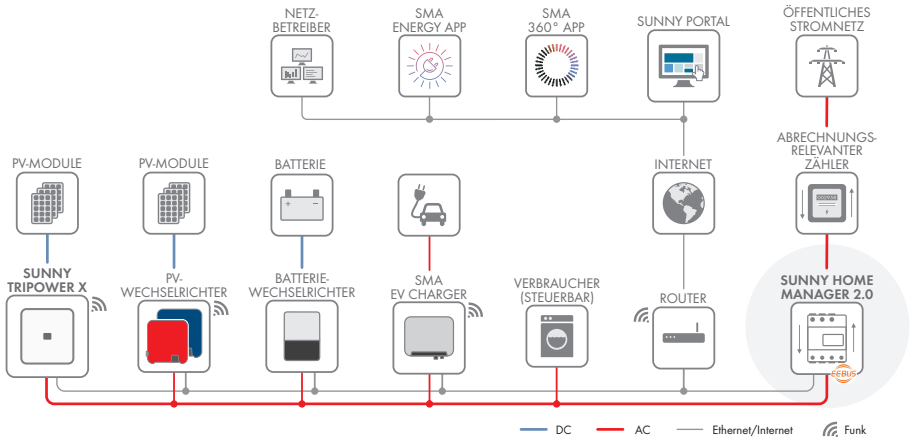 NETZ-
BETREIBER
SMA
ENERGY APP
SMA
360° APP
SUNNY PORTAL
ÖFFENTLICHES
STROMNETZ
PV-MODULE
PV-MODULE
BATTERIE
INTERNET
ABRECHNUNGS-
RELEVANTER
ZÄHLER
SUNNY
TRIPOWER X
PV-
WECHSELRICHTER
BATTERIE-
WECHSELRICHTER
SMA
EV CHARGER
VERBRAUCHER
(STEUERBAR)
ROUTER
SUNNY HOME
MANAGER 2.0
EEBUS
DC
AC
Ethernet/Internet
Funk